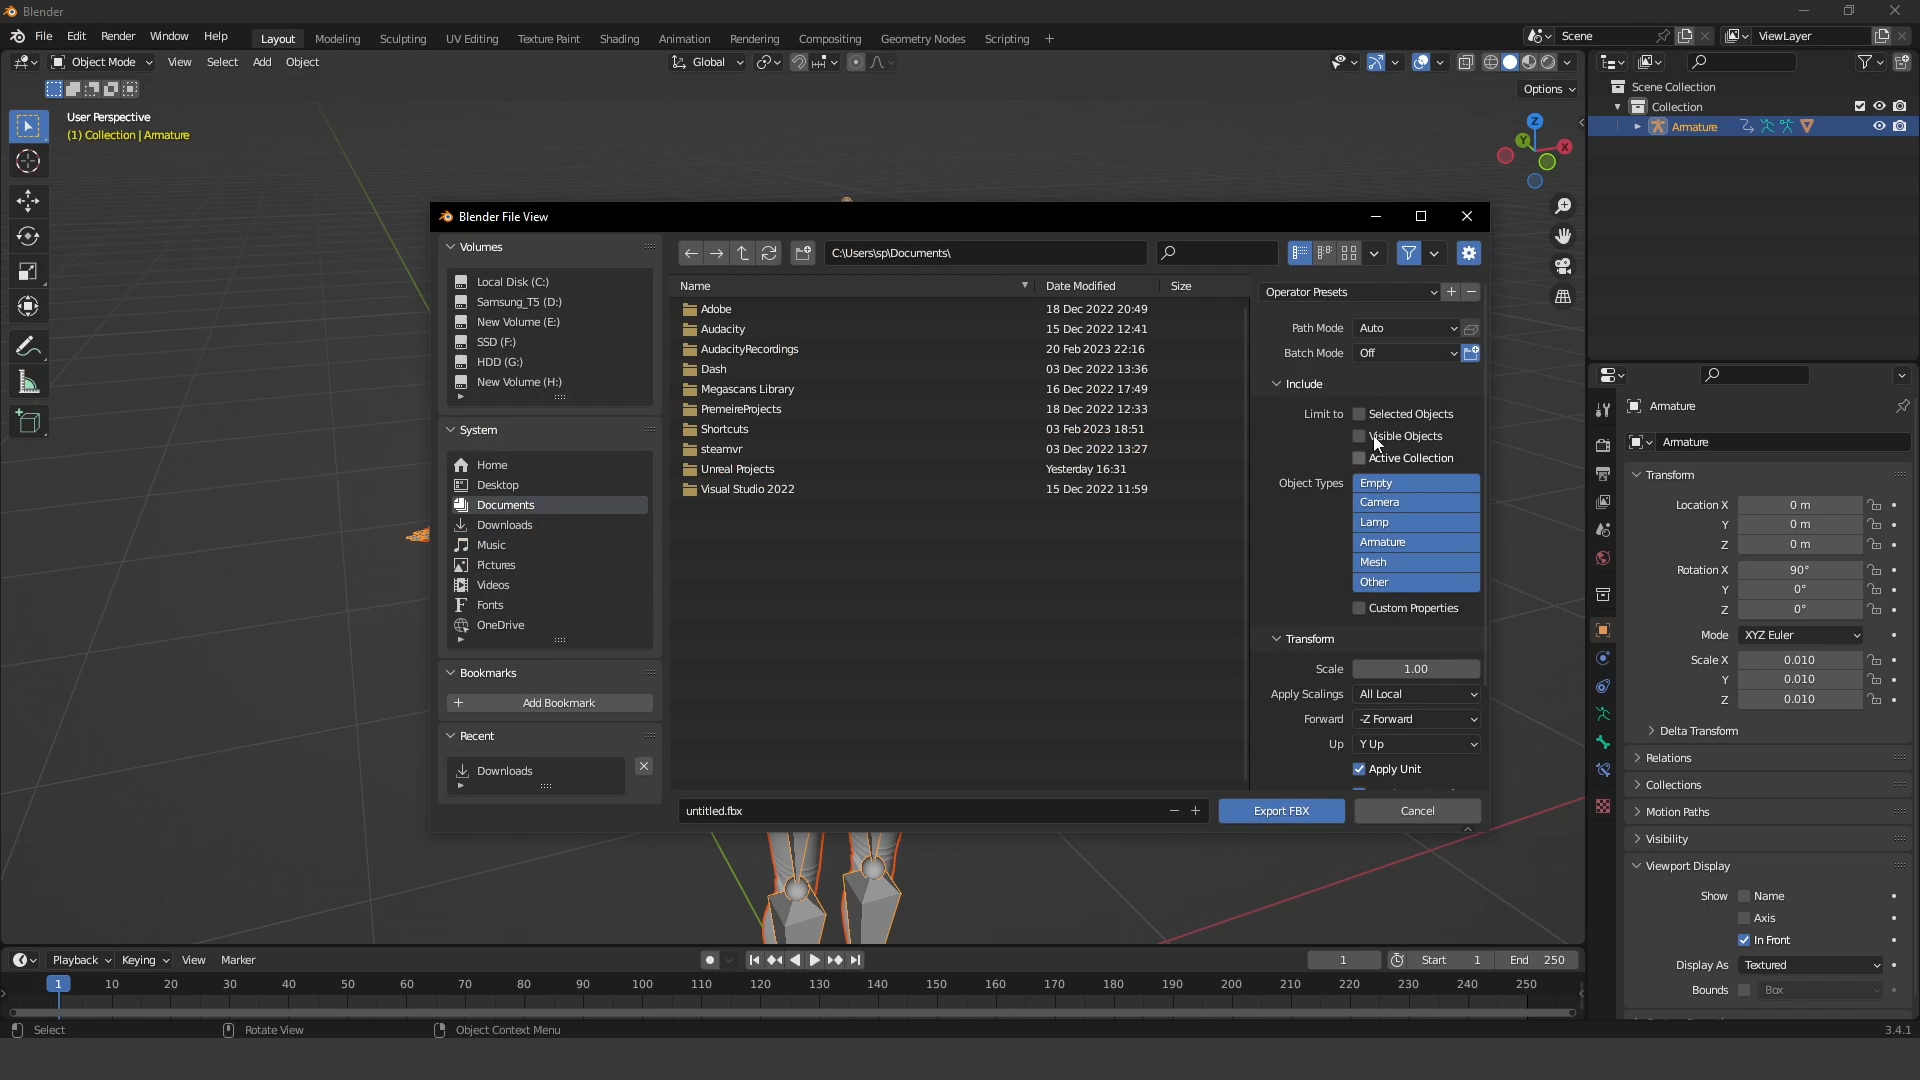 Blender
File Edit Render Window Help Layout Modeling Sculpting UV Editing Texture Paint Shading Animation Rendering Compositing Geometry Nodes Scripting + Scene ViewLayer
Object Mode View Select Add Object Global
Options
User Perspective
(1) Collection | Armature
Z
Y
X
Scene Collection
Collection
Armature
Blender File View
Volumes
Local Disk (C:)
Samsung_T5 (D:)
New Volume (E:)
SSD (F:)
HDD (G:)
New Volume (H:)
System
Home
Desktop
Documents
Downloads
Music
Pictures
Videos
Fonts
OneDrive
Bookmarks
+ Add Bookmark
Recent
Downloads
C:\Users\sp\Documents\
Name Date Modified Size
Adobe 18 Dec 2022 20:49
Audacity 15 Dec 2022 12:41
AudacityRecordings 20 Feb 2023 22:16
Dash 03 Dec 2022 13:36
Megascans Library 16 Dec 2022 17:49
PremeireProjects 18 Dec 2022 12:33
Shortcuts 03 Feb 2023 18:51
steamvr 03 Dec 2022 13:27
Unreal Projects Yesterday 16:31
Visual Studio 2022 15 Dec 2022 11:59
Operator Presets
Path Mode Auto
Batch Mode Off
Include
Limit to Selected Objects
Visible Objects
Active Collection
Object Types Empty
Camera
Lamp
Armature
Mesh
Other
Custom Properties
Transform
Scale 1.00
Apply Scalings All Local
Forward -Z Forward
Up Y Up
Apply Unit
untitled.fbx Export FBX Cancel
Armature
Armature
Transform
Location X 0 m
Y 0 m
Z 0 m
Rotation X 90°
Y 0°
Z 0°
Mode XYZ Euler
Scale X 0.010
Y 0.010
Z 0.010
Delta Transform
Relations
Collections
Motion Paths
Visibility
Viewport Display
Show Name
Axis
In Front
Display As Textured
Bounds Box
Playback Keying View Marker 1 Start 1 End 250
1 10 20 30 40 50 60 70 80 90 100 110 120 130 140 150 160 170 180 190 200 210 220 230 240 250
Select Rotate View Object Context Menu 3.4.1